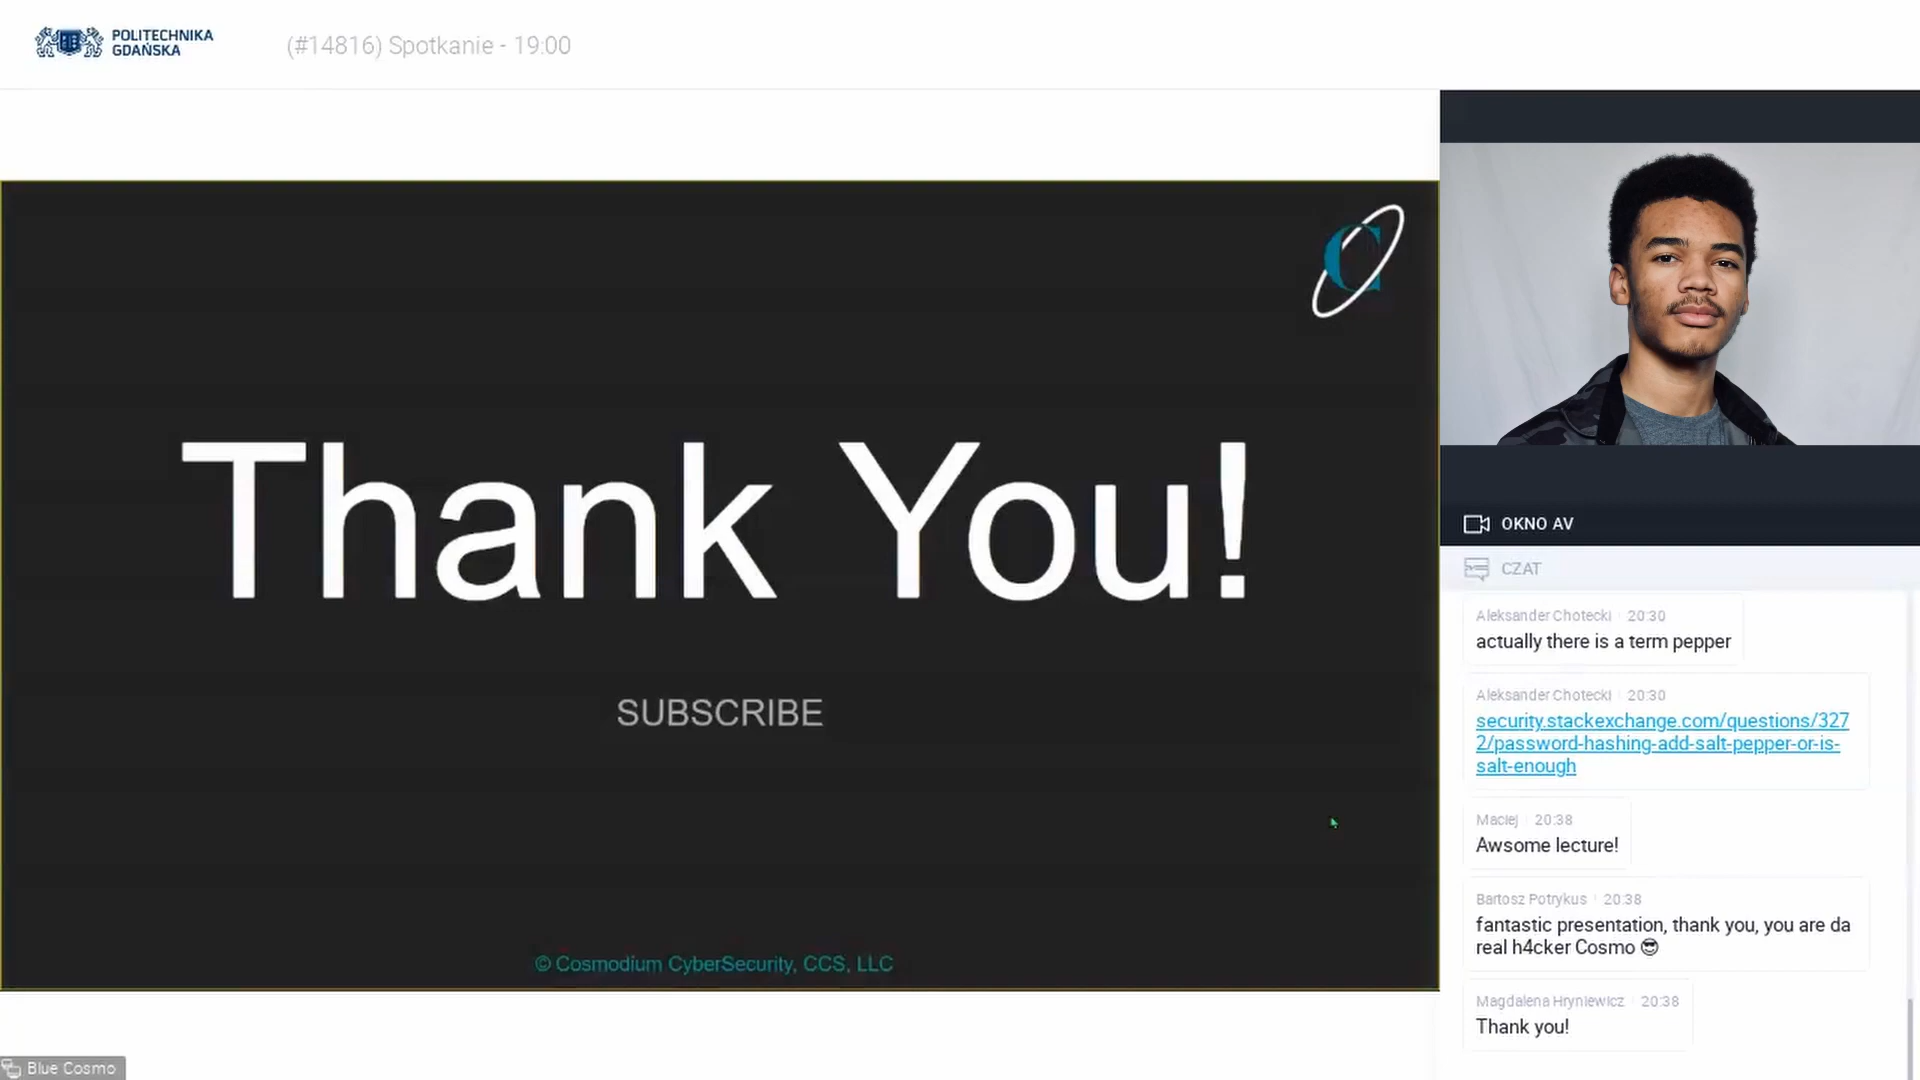 POLITECHNIKA
GDAŃSKA
(#14816) Spotkanie - 19:00
Thank You!
SUBSCRIBE
© Cosmodium CyberSecurity, CCS, LLC
Blue Cosmo
OKNO AV
CZAT
Aleksander Chotecki 20:30
actually there is a term pepper
Aleksander Chotecki 20:30
security.stackexchange.com/questions/327
2/password-hashing-add-salt-pepper-or-is-
salt-enough
Maciej 20:38
Awsome lecture!
Bartosz Potrykus 20:38
fantastic presentation, thank you, you are da
real h4cker Cosmo 😎
Magdalena Hryniewicz 20:38
Thank you!